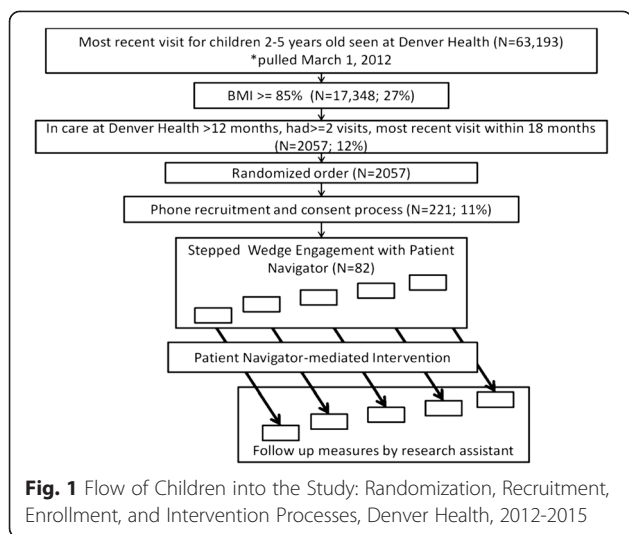 Most recent visit for children 2-5 years old seen at Denver Health (N=63,193)
*pulled March 1, 2012
BMI >= 85% (N=17,348; 27%)
In care at Denver Health >12 months, had>=2 visits, most recent visit within 18 months
(N=2057; 12%)
Randomized order (N=2057)
Phone recruitment and consent process (N=221; 11%)
Stepped Wedge Engagement with Patient
Navigator (N=82)
Patient Navigator-mediated Intervention
Follow up measures by research assistant
Fig. 1 Flow of Children into the Study: Randomization, Recruitment,
Enrollment, and Intervention Processes, Denver Health, 2012-2015